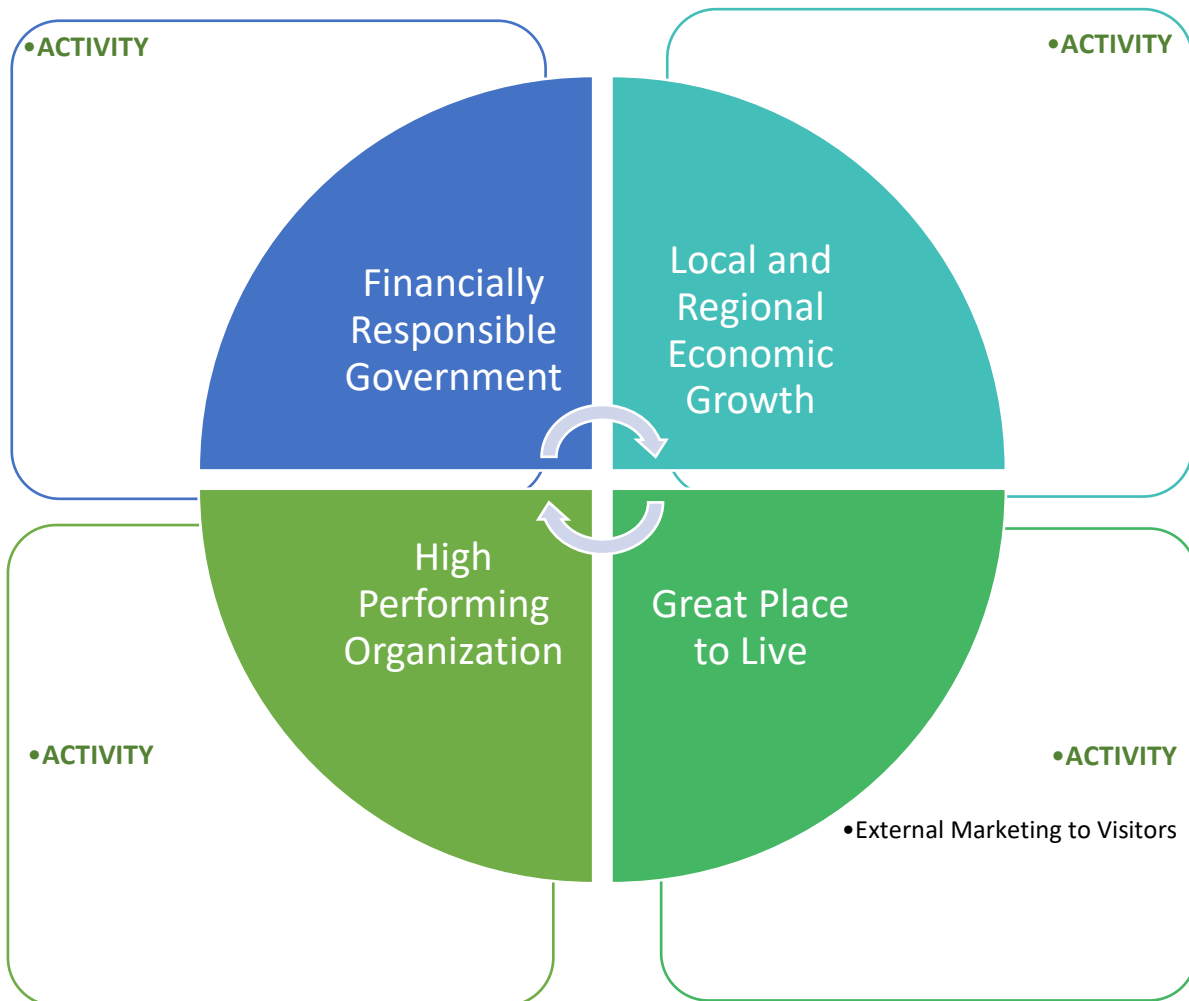 •ACTIVITY
•ACTIVITY
Financially
Responsible
Government
Local and
Regional
Economic
Growth
High
Performing
Organization
Great Place
to Live
•ACTIVITY
•ACTIVITY
•External Marketing to Visitors